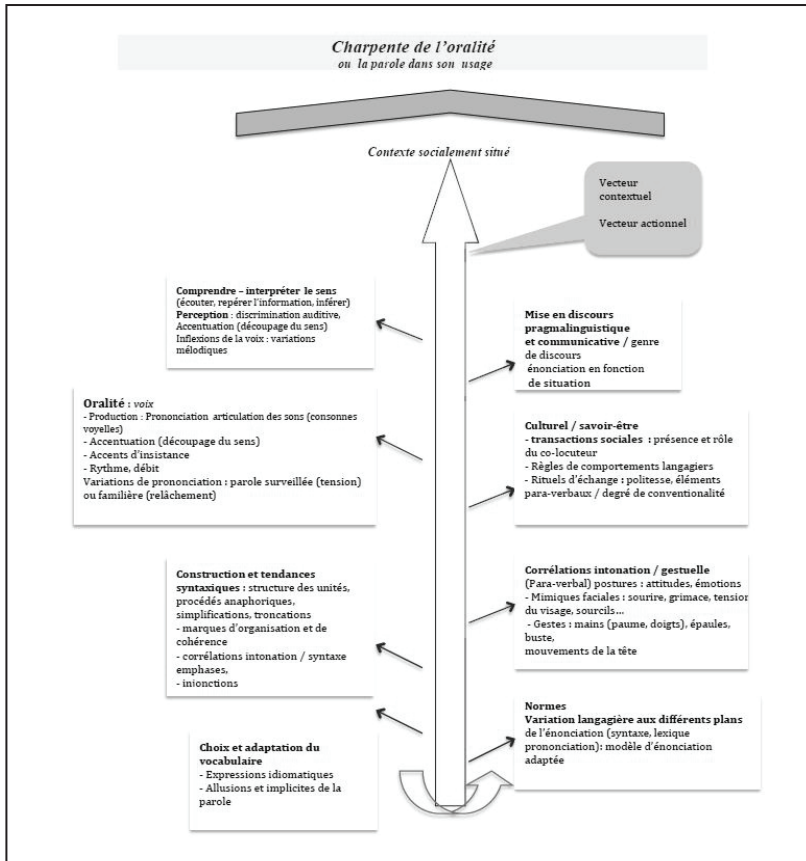 Charpente de l'oralité
ou la parole dans son usage
Contexte socialement situé
Vecteur
contextuel
Vecteur actionnel
Comprendre – interpréter le sens
(écouter, repérer l'information, inférer)
Perception : discrimination auditive,
Accentuation (découpage du sens)
Inflexions de la voix : variations
mélodiques
Mise en discours
pragmalinguistique
et communicative / genre
de discours
énonciation en fonction
de situation
Oralité : voix
- Production : Prononciation articulation des sons (consonnes
voyelles)
- Accentuation (découpage du sens)
- Accents d'insistance
- Rythme, débit
Variations de prononciation : parole surveillée (tension)
ou familière (relâchement)
Culturel / savoir-être
- transactions sociales : présence et rôle
du co-locuteur
- Règles de comportements langagiers
- Rituels d'échange : politesse, éléments
para-verbaux / degré de conventionalité
Construction et tendances
syntaxiques : structure des unités,
procédés anaphoriques,
simplifications, troncations
- marques d'organisation et de
cohérence
- corrélations intonation / syntaxe
emphases,
- injonctions
Corrélations intonation / gestuelle
(Para-verbal) postures : attitudes, émotions
- Mimiques faciales : sourire, grimace, tension
du visage, sourcils...
- Gestes : mains (paume, doigts), épaules,
buste,
mouvements de la tête
Choix et adaptation du
vocabulaire
- Expressions idiomatiques
- Allusions et implicites de la
parole
Normes
Variation langagière aux différents plans
de l'énonciation (syntaxe, lexique
prononciation): modèle d'énonciation
adaptée